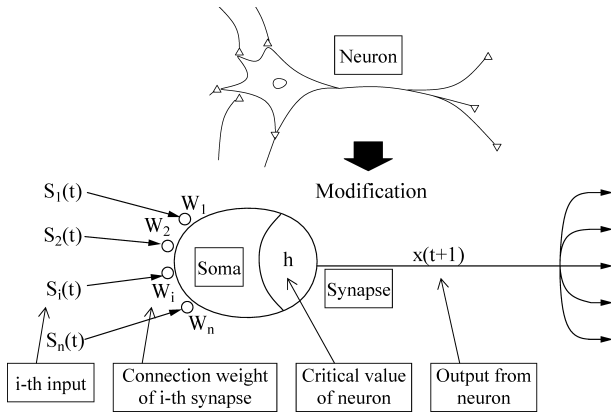 Neuron
Modification
S1(t)
W1
S2(t)
W2
Soma
h
x(t+1)
Si(t)
Wi
Synapse
Sn(t)
Wn
i-th input
Connection weight
of i-th synapse
Critical value
of neuron
Output from
neuron